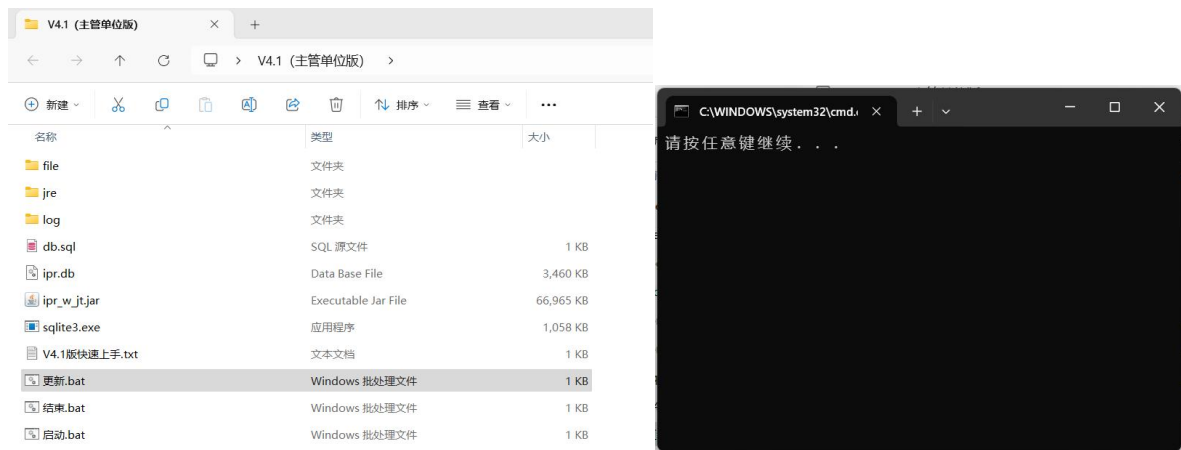 V4.1 (主管单位版)
V4.1 (主管单位版)
新建
排序
查看
名称 类型 大小
file 文件夹
jre 文件夹
log 文件夹
db.sql SQL 源文件 1 KB
ipr.db Data Base File 3,460 KB
ipr_w_jt.jar Executable Jar File 66,965 KB
sqlite3.exe 应用程序 1,058 KB
V4.1版快速上手.txt 文本文档 1 KB
更新.bat Windows 批处理文件 1 KB
结束.bat Windows 批处理文件 1 KB
启动.bat Windows 批处理文件 1 KB
C:\WINDOWS\system32\cmd.
请按任意键继续. . .